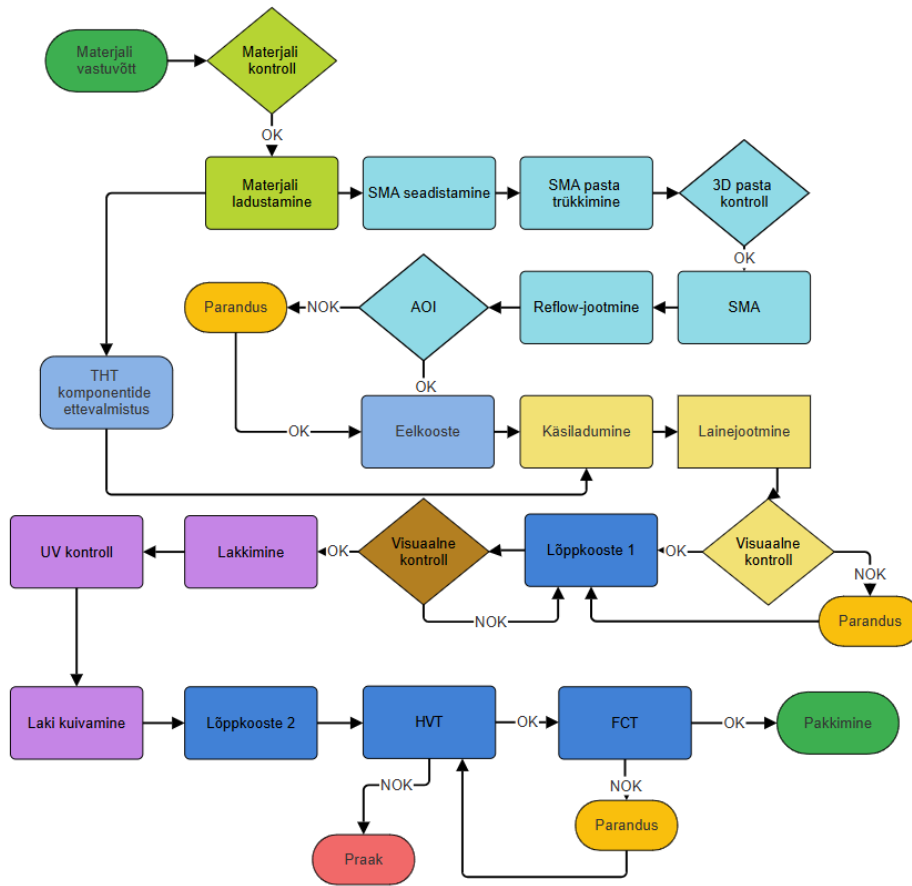 Materjali
vastuvõtt
Materjali
kontroll
OK
Materjali
ladustamine
SMA seadistamine
SMA pasta
trükkimine
3D pasta
kontroll
OK
Parandus
NOK
AOI
Reflow-jootmine
SMA
OK
THT
komponentide
ettevalmistus
OK
Eelkooste
Käsiladumine
Lainejootmine
UV kontroll
Lakkimine
OK
Visuaalne
kontroll
Lõppkooste 1
OK
Visuaalne
kontroll
NOK
NOK
Parandus
Laki kuivamine
Lõppkooste 2
HVT
OK
FCT
OK
Pakkimine
NOK
NOK
Parandus
Praak